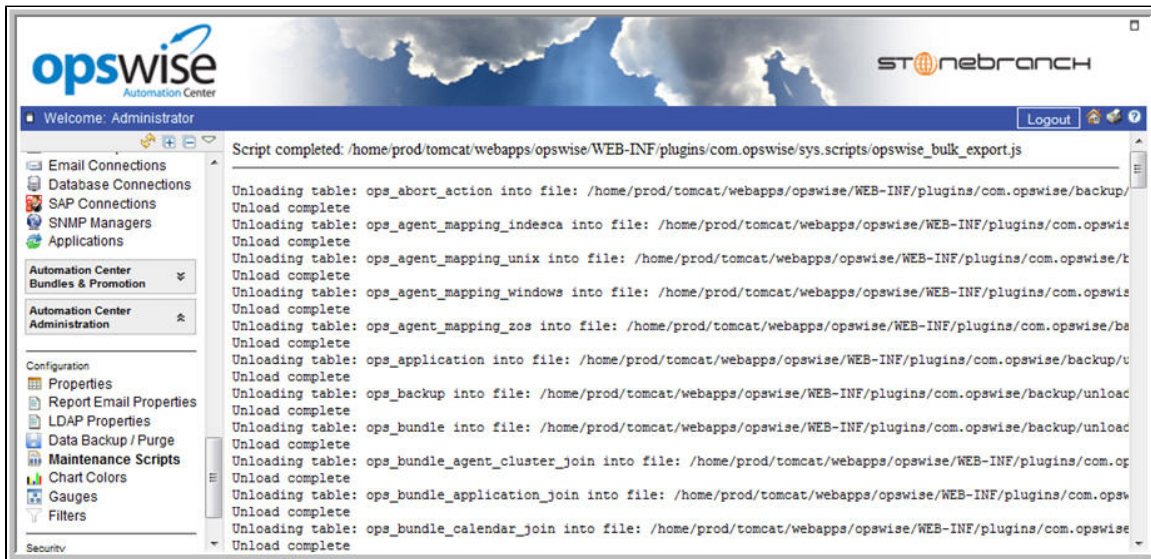 opswise
Automation Center
STONEBRANCH
Welcome: Administrator
Logout
Email Connections
Database Connections
SAP Connections
SNMP Managers
Applications
Automation Center
Bundles & Promotion
Automation Center
Administration
Configuration
Properties
Report Email Properties
LDAP Properties
Data Backup / Purge
Maintenance Scripts
Chart Colors
Gauges
Filters
Security
Script completed: /home/prod/tomcat/webapps/opswise/WEB-INF/plugins/com.opswise/sys.scripts/opswise_bulk_export.js
Unloading table: ops_abort_action into file: /home/prod/tomcat/webapps/opswise/WEB-INF/plugins/com.opswise/backup/
Unload complete
Unloading table: ops_agent_mapping_indesca into file: /home/prod/tomcat/webapps/opswise/WEB-INF/plugins/com.opswis
Unload complete
Unloading table: ops_agent_mapping_unix into file: /home/prod/tomcat/webapps/opswise/WEB-INF/plugins/com.opswise/b
Unload complete
Unloading table: ops_agent_mapping_windows into file: /home/prod/tomcat/webapps/opswise/WEB-INF/plugins/com.opswis
Unload complete
Unloading table: ops_agent_mapping_zos into file: /home/prod/tomcat/webapps/opswise/WEB-INF/plugins/com.opswise/ba
Unload complete
Unloading table: ops_application into file: /home/prod/tomcat/webapps/opswise/WEB-INF/plugins/com.opswise/backup/u
Unload complete
Unloading table: ops_backup into file: /home/prod/tomcat/webapps/opswise/WEB-INF/plugins/com.opswise/backup/unload
Unload complete
Unloading table: ops_bundle into file: /home/prod/tomcat/webapps/opswise/WEB-INF/plugins/com.opswise/backup/unload
Unload complete
Unloading table: ops_bundle_agent_cluster_join into file: /home/prod/tomcat/webapps/opswise/WEB-INF/plugins/com.op
Unload complete
Unloading table: ops_bundle_application_join into file: /home/prod/tomcat/webapps/opswise/WEB-INF/plugins/com.opsw
Unload complete
Unloading table: ops_bundle_calendar_join into file: /home/prod/tomcat/webapps/opswise/WEB-INF/plugins/com.opswise
Unload complete